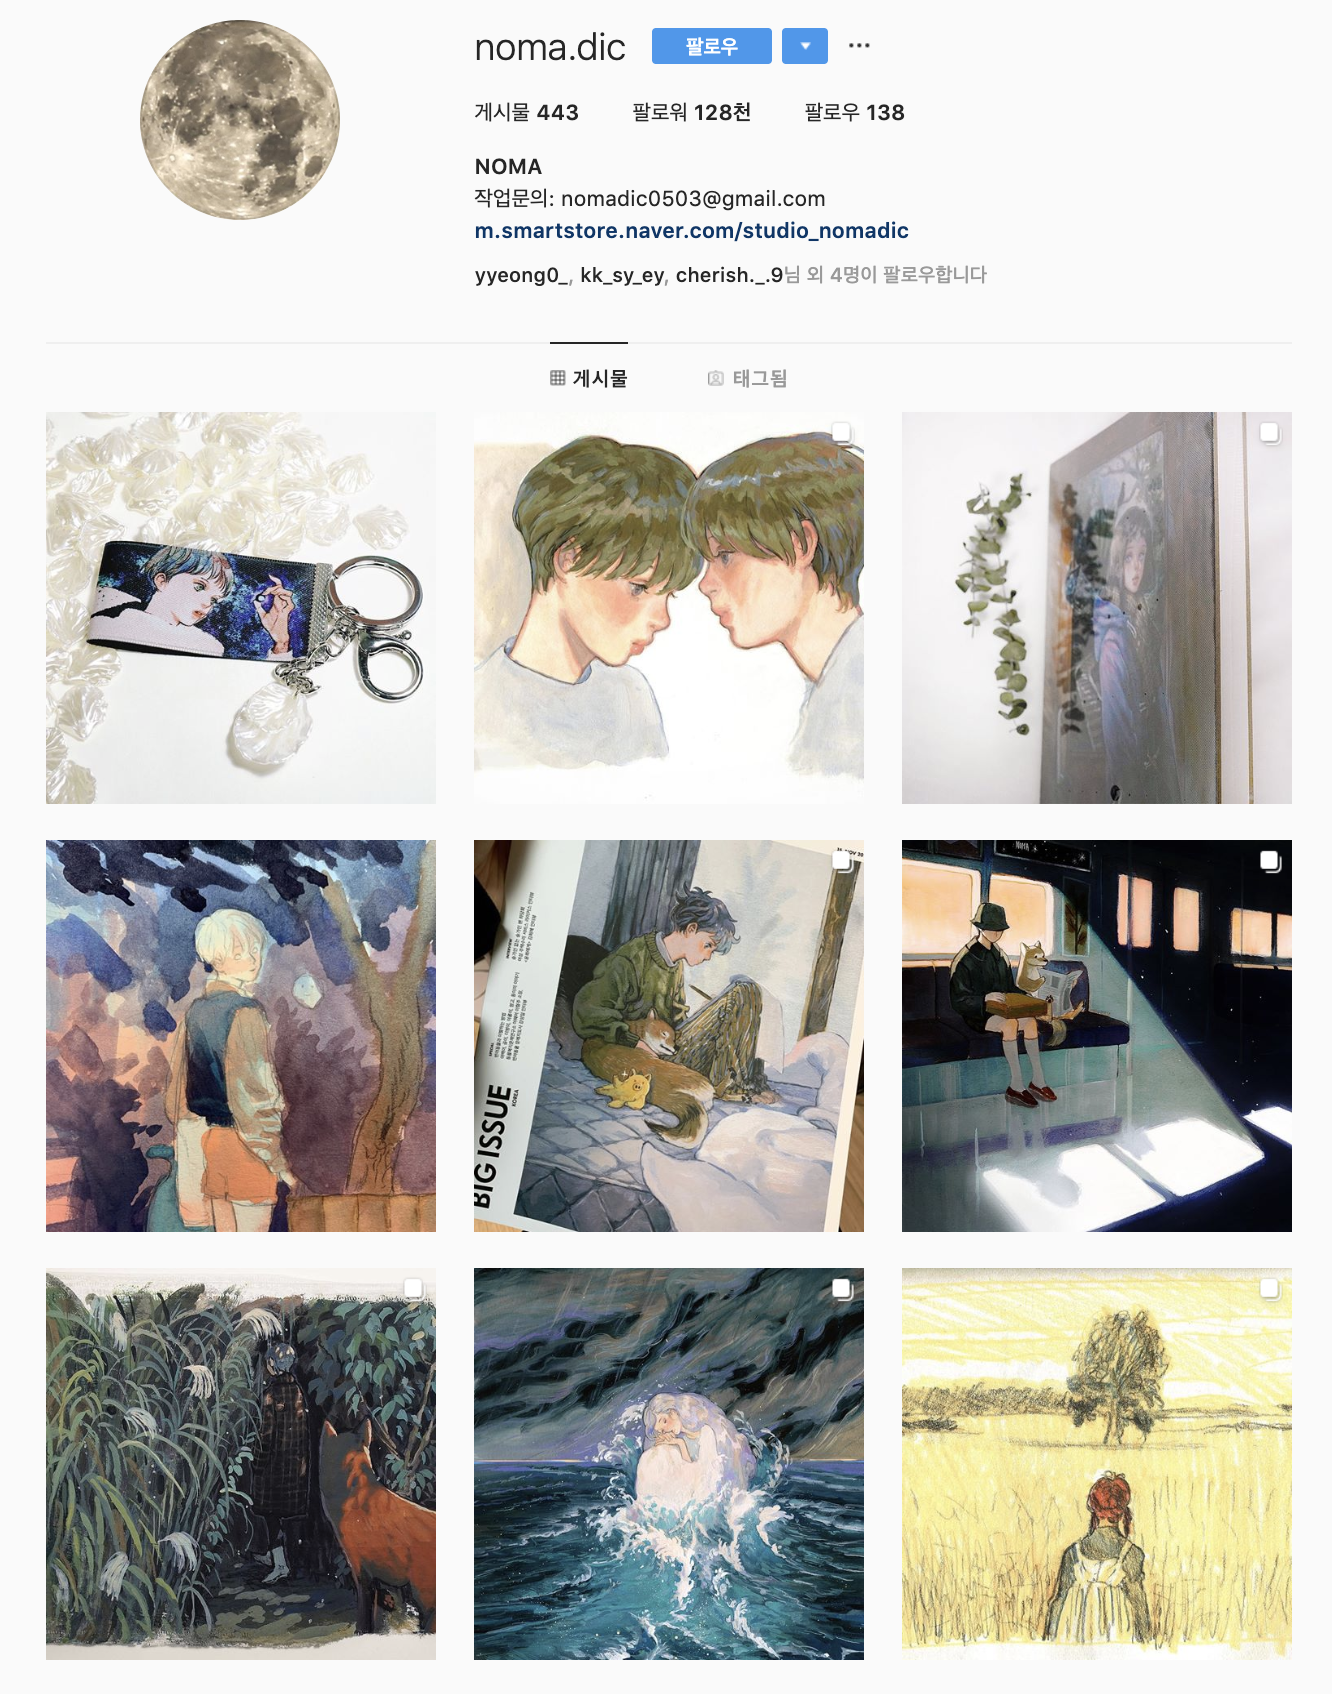 noma.dic 팔로우
게시물 443 팔로워 128천 팔로우 138
NOMA
작업문의: nomadic0503@gmail.com
m.smartstore.naver.com/studio_nomadic
yyeong0_, kk_sy_ey, cherish._.9님 외 4명이 팔로우합니다
게시물 태그됨
BIG ISSUE
KOREA